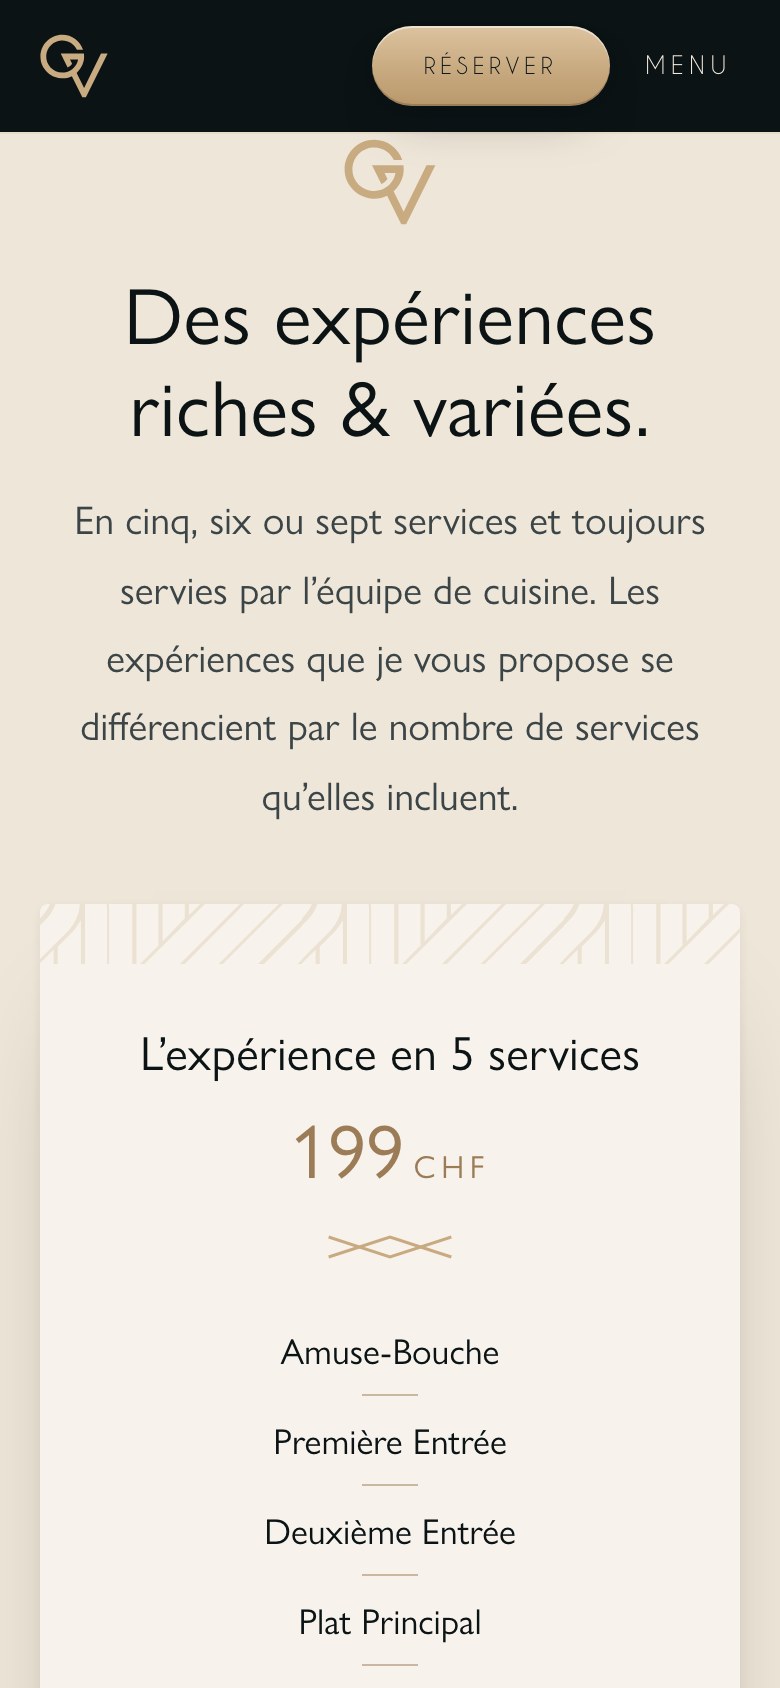 GV
RÉSERVER
MENU
GV
Des expériences
riches & variées.
En cinq, six ou sept services et toujours
servies par l’équipe de cuisine. Les
expériences que je vous propose se
différencient par le nombre de services
qu’elles incluent.
L’expérience en 5 services
199 CHF
Amuse-Bouche
Première Entrée
Deuxième Entrée
Plat Principal